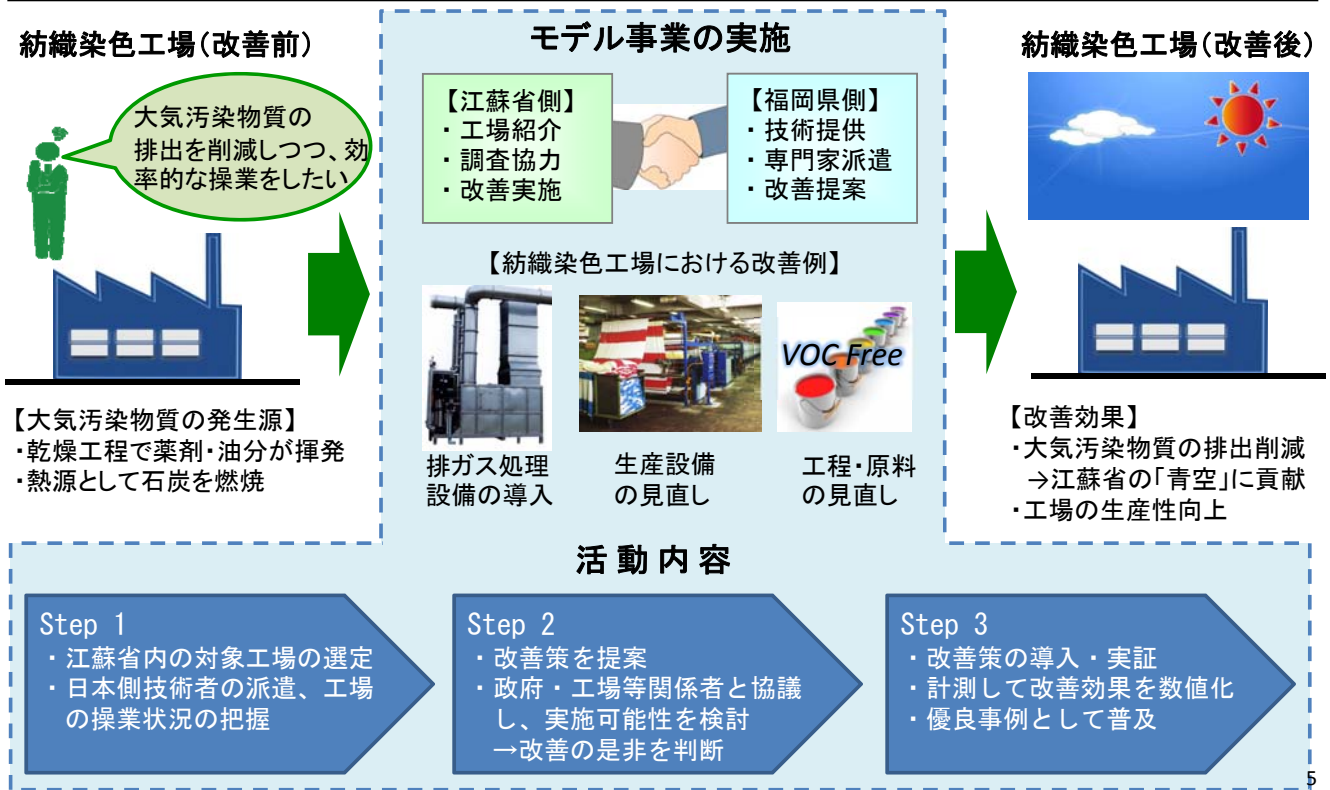 紡織染色工場(改善前)
大気汚染物質の
排出を削減しつつ、効
率的な操業をしたい
【大気汚染物質の発生源】
・乾燥工程で薬剤・油分が揮発
・熱源として石炭を燃焼
モデル事業の実施
【江蘇省側】
・工場紹介
・調査協力
・改善実施
【福岡県側】
・技術提供
・専門家派遣
・改善提案
【紡織染色工場における改善例】
VOC Free
排ガス処理
設備の導入
生産設備
の見直し
工程・原料
の見直し
紡織染色工場(改善後)
【改善効果】
・大気汚染物質の排出削減
→江蘇省の「青空」に貢献
・工場の生産性向上
活動内容
Step 1
・江蘇省内の対象工場の選定
・日本側技術者の派遣、工場
の操業状況の把握
Step 2
・改善策を提案
・政府・工場等関係者と協議
し、実施可能性を検討
→改善の是非を判断
Step 3
・改善策の導入・実証
・計測して改善効果を数値化
・優良事例として普及
5